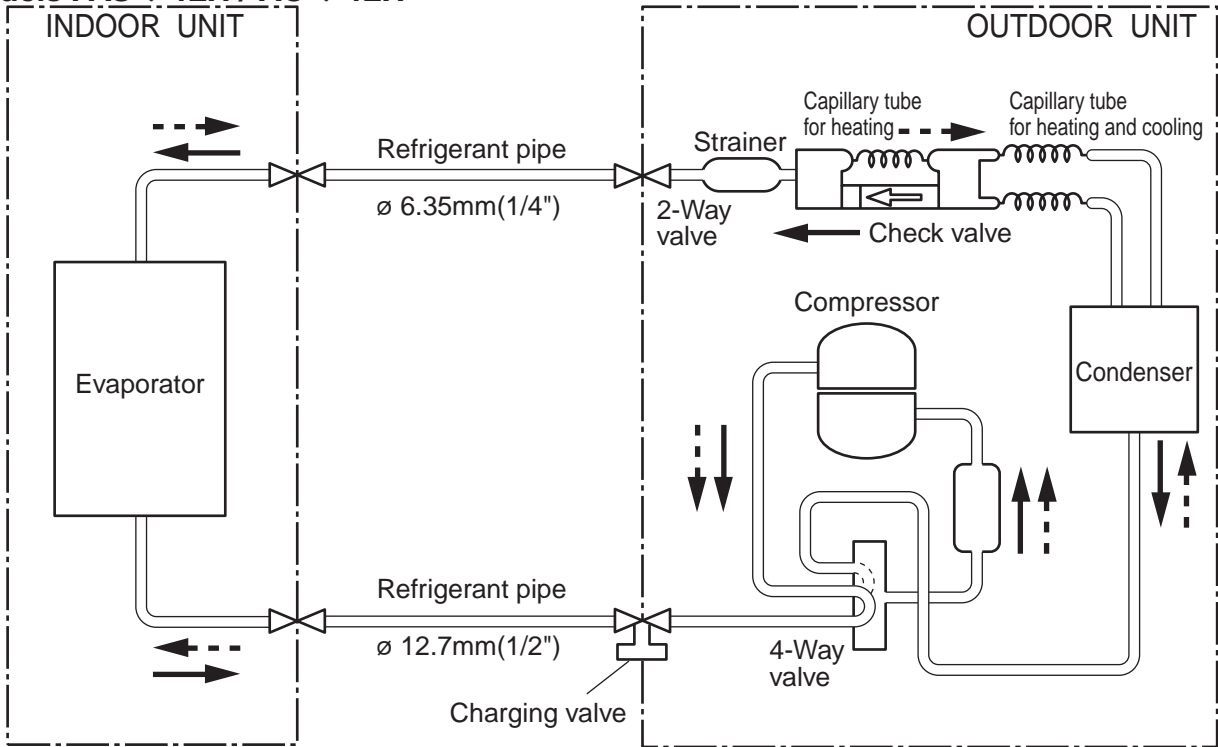 INDOOR UNIT
OUTDOOR UNIT
Capillary tube
for heating
Capillary tube
for heating and cooling
Strainer
Refrigerant pipe
ø 6.35mm(1/4")
2-Way
valve
Check valve
Compressor
Evaporator
Condenser
Refrigerant pipe
ø 12.7mm(1/2")
4-Way
valve
Charging valve